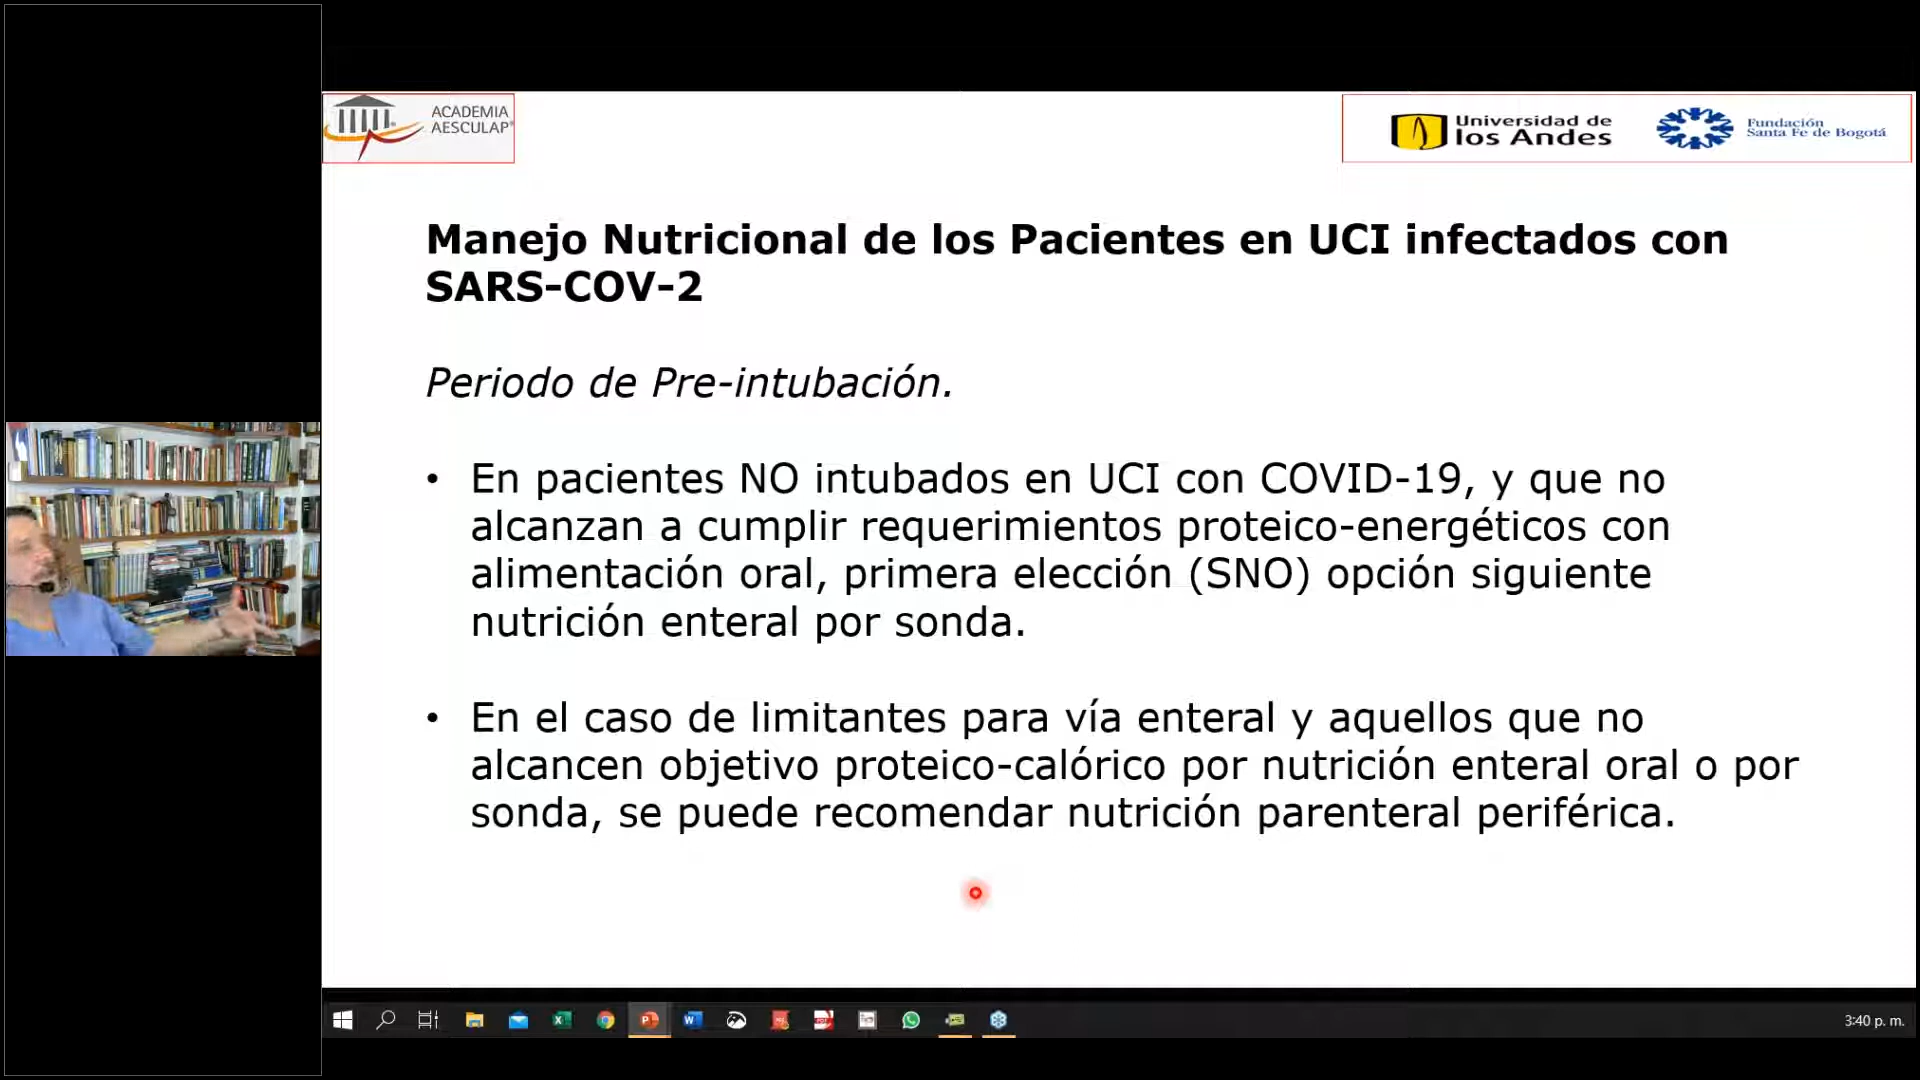 ACADEMIA
AESCULAP®
Universidad de
los Andes
Fundación
Santa Fe de Bogotá
Manejo Nutricional de los Pacientes en UCI infectados con
SARS-COV-2
Periodo de Pre-intubación.
• En pacientes NO intubados en UCI con COVID-19, y que no
alcanzan a cumplir requerimientos proteico-energéticos con
alimentación oral, primera elección (SNO) opción siguiente
nutrición enteral por sonda.
• En el caso de limitantes para vía enteral y aquellos que no
alcancen objetivo proteico-calórico por nutrición enteral oral o por
sonda, se puede recomendar nutrición parenteral periférica.
3:40 p. m.